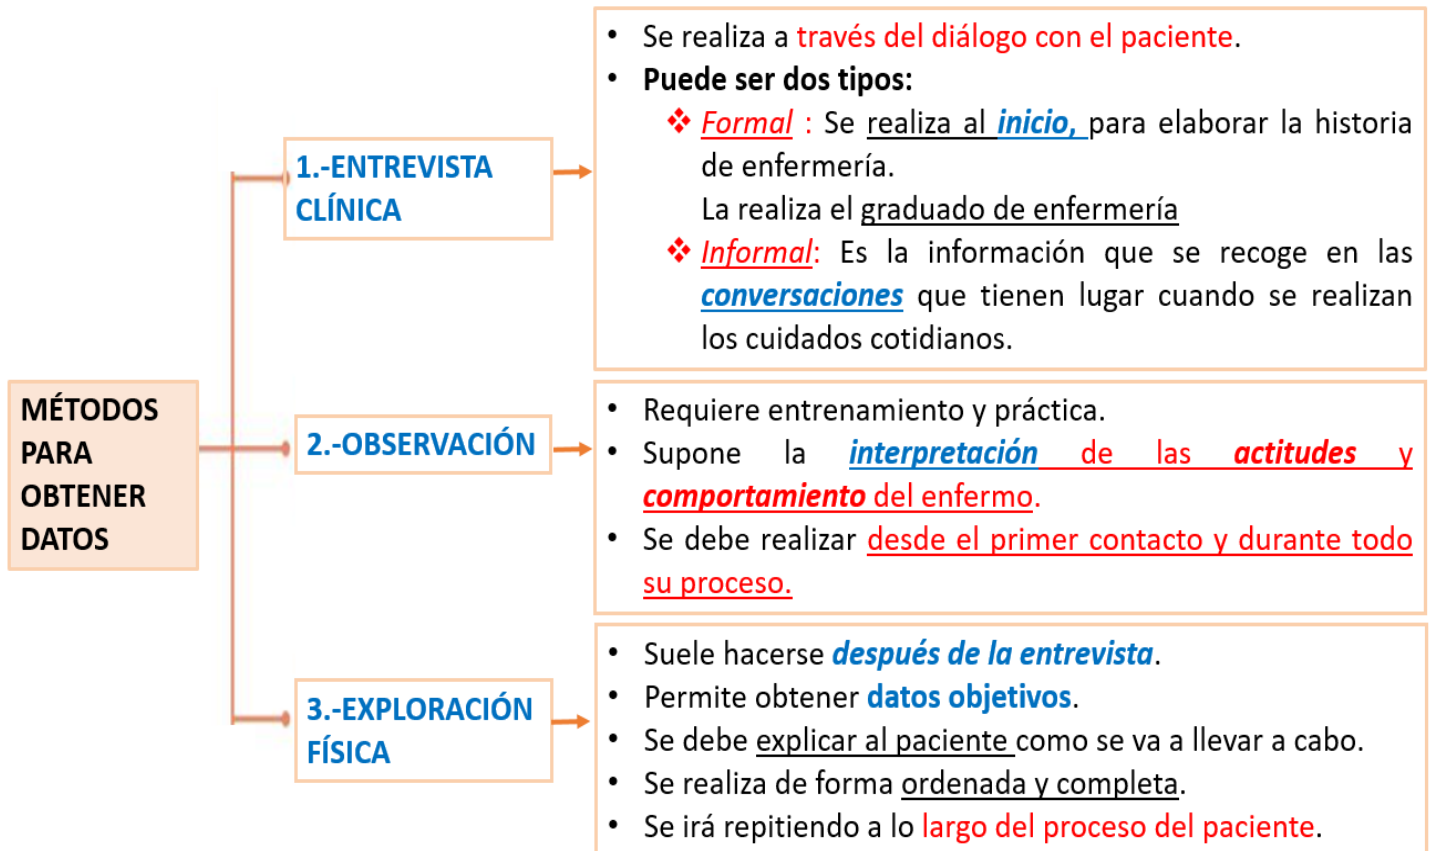 MÉTODOS
PARA
OBTENER
DATOS
1.-ENTREVISTA
CLÍNICA
• Se realiza a través del diálogo con el paciente.
• Puede ser dos tipos:
❖ Formal : Se realiza al inicio, para elaborar la historia
de enfermería.
La realiza el graduado de enfermería
❖ Informal: Es la información que se recoge en las
conversaciones que tienen lugar cuando se realizan
los cuidados cotidianos.
2.-OBSERVACIÓN
• Requiere entrenamiento y práctica.
• Supone la interpretación de las actitudes y
comportamiento del enfermo.
• Se debe realizar desde el primer contacto y durante todo
su proceso.
3.-EXPLORACIÓN
FÍSICA
• Suele hacerse después de la entrevista.
• Permite obtener datos objetivos.
• Se debe explicar al paciente como se va a llevar a cabo.
• Se realiza de forma ordenada y completa.
• Se irá repitiendo a lo largo del proceso del paciente.